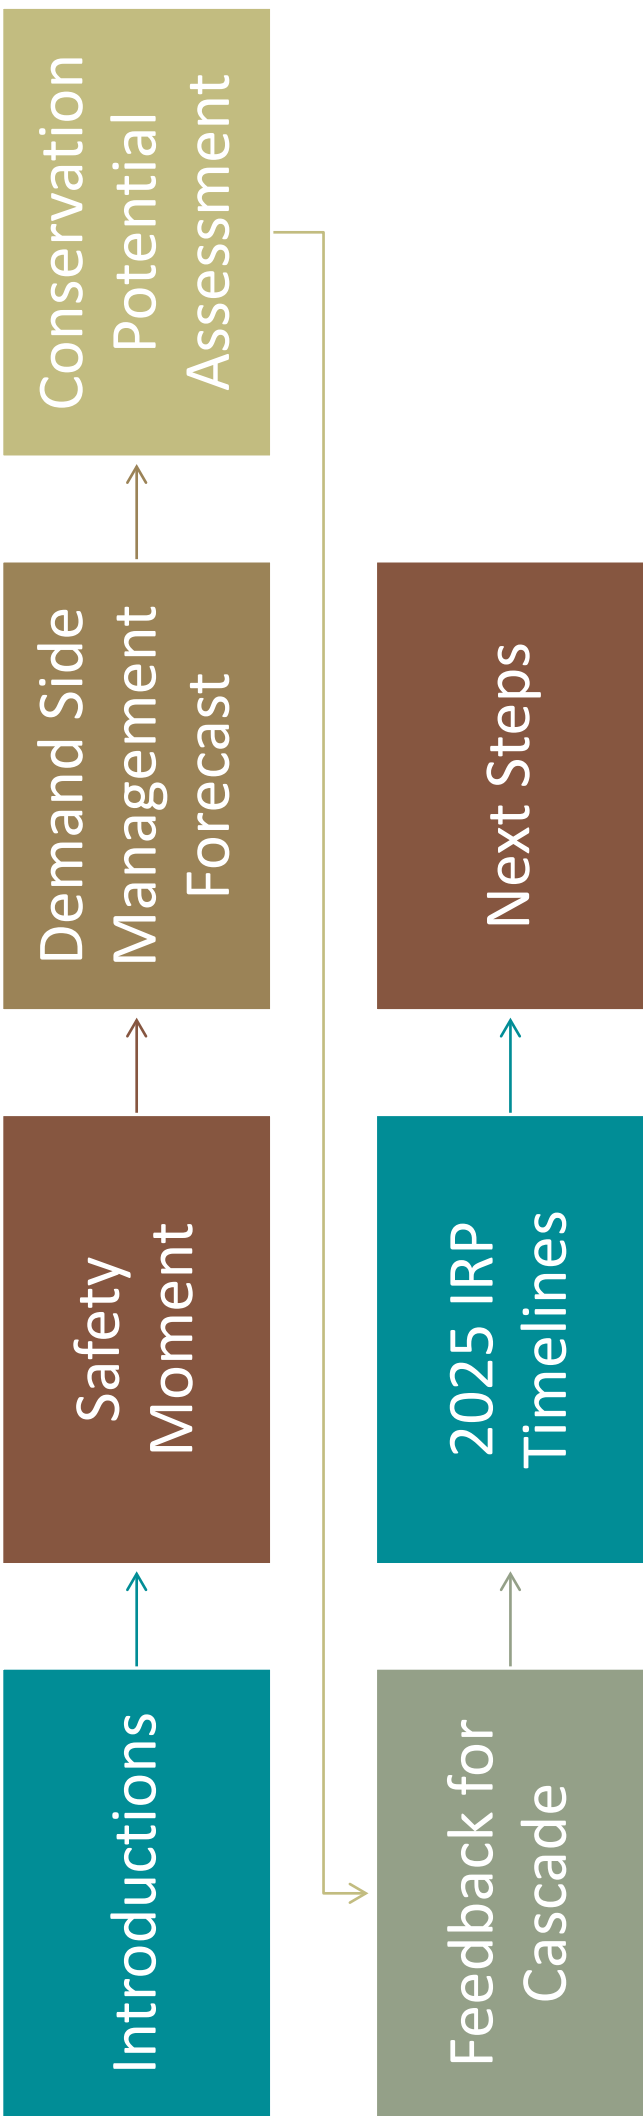 Introductions
Safety
Moment
Demand Side
Management
Forecast
Conservation
Potential
Assessment
Feedback for
Cascade
2025 IRP
Timelines
Next Steps